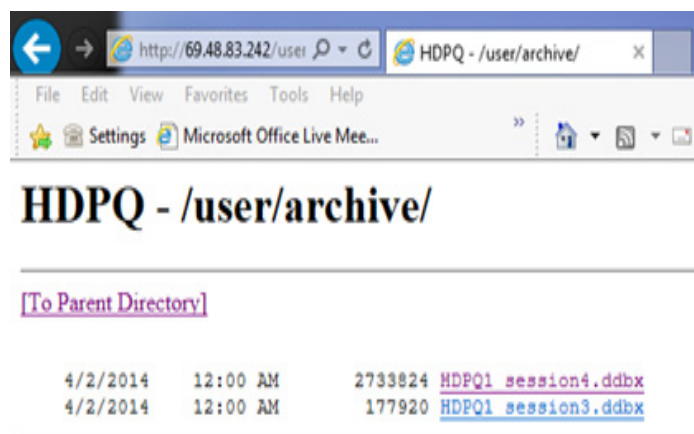 http://69.48.83.242/user HDPQ - /user/archive/ ×
File Edit View Favorites Tools Help
Settings Microsoft Office Live Mee... »
HDPQ - /user/archive/
[To Parent Directory]
4/2/2014 12:00 AM 2733824 HDPQ1 session4.ddbx
4/2/2014 12:00 AM 177920 HDPQ1 session3.ddbx